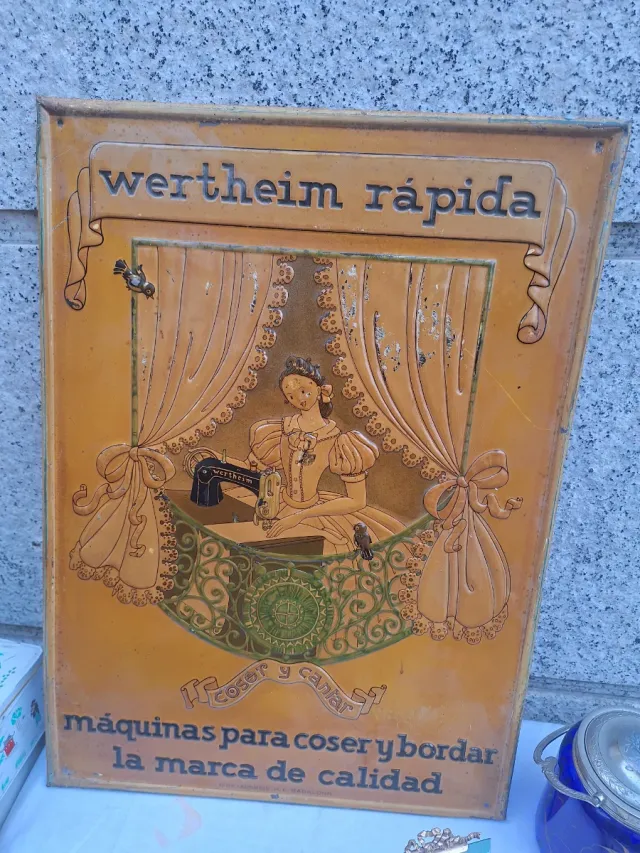 wertheim rápida
wertheim
coser y cantar
máquinas para coser y bordar
la marca de calidad